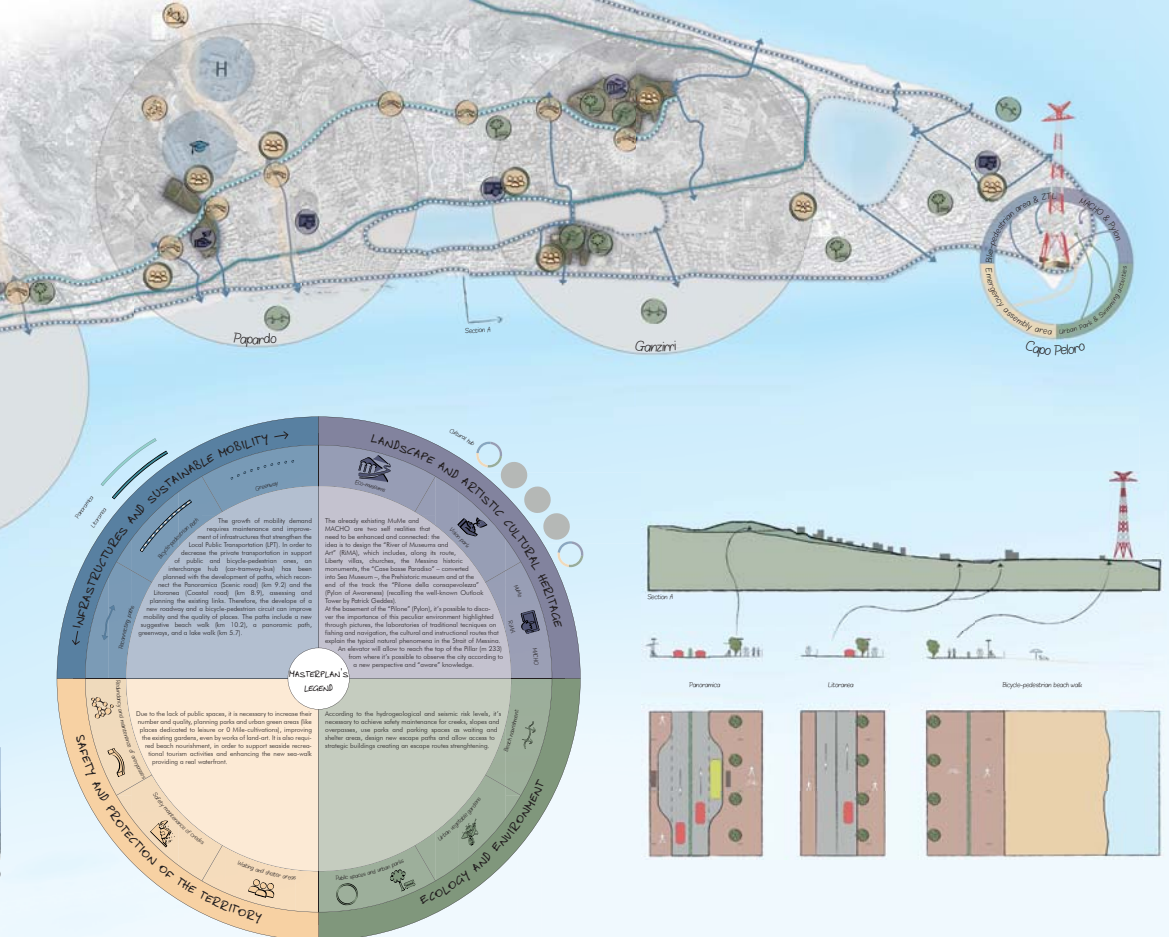 H
Bike-pedestrian area & ZTL
MACHO & Pylon
Emergency assembly area
Urban Park & Swimming activities
Papardo
Section A
Ganzirri
Capo Peloro
INFRASTRUCTURES AND SUSTAINABLE MOBILITY
LANDSCAPE AND ARTISTIC CULTURAL HERITAGE
Cultural hub
Panoramica
Litoranea
Greenway
Bicycle-pedestrian path
Reconnecting paths
Eco-museums
RiMA
MuMe
MACHO
The growth of mobility demand
requires maintenance and improve-
ment of infrastructures that strengthen the
Local Public Transportation (LPT). In order to
decrease the private transportation in support
of public and bicycle-pedestrian ones, an
interchange hub (car-tramway-bus) has been
planned with the development of paths, which recon-
nect the Panoramica (Scenic road) (km 9.2) and the
Litoranea (Coastal road) (km 8.9), assessing and
planning the existing links. Therefore, the develope of a
new roadway and a bicycle-pedestrian circuit can improve
mobility and the quality of places. The paths include a new
suggestive beach walk (km 10.2), a panoramic path,
greenways, and a lake walk (km 5.7).
The already exhisting MuMe and
MACHO are two self realities that
need to be enhanced and connected: the
idea is to design the "River of Museums and
Art" (RiMA), which includes, along its route,
Liberty villas, churches, the Messina historic
monuments, the "Case basse Paradiso" – converted
into Sea Museum –, the Prehistoric museum and at the
end of the track the "Pilone della consapevolezza"
(Pylon of Awareness) (recalling the well-known Outlook
Tower by Patrick Geddes).
At the basement of the "Pilone" (Pylon), it's possible to disco-
ver the importance of this peculiar environment highlighted
through pictures, the laboratories of traditional tecniques on
fishing and navigation, the cultural and instructional routes that
explain the typical natural phenomena in the Strait of Messina.
An elevator will allow to reach the top of the Pillar (m 233)
from where it's possible to observe the city according to
a new perspective and "aware" knowledge.
MASTERPLAN'S
LEGEND
Due to the lack of public spaces, it is necessary to increase their
number and quality, planning parks and urban green areas (like
places dedicated to leisure or 0 Mile-cultivations), improving
the existing gardens, even by works of land-art. It is also requi-
red beach nourishment, in order to support seaside recrea-
tional tourism activities and enhancing the new sea-walk
providing a real waterfront.
According to the hydrogeological and seismic risk levels, it's
necessary to achieve safety maintenance for creeks, slopes and
overpasses, use parks and parking spaces as waiting and
shelter areas, design new escape paths and allow access to
strategic buildings creating an escape routes strenghtening.
Safety maintenance of creeks
Waiting and shelter areas
Beach nourishment
Urban vegetable gardens
Public spaces and urban parks
SAFETY AND PROTECTION OF THE TERRITORY
ECOLOGY AND ENVIRONMENT
Section A
Panoramica
Litoranea
Bicycle-pedestrian beach walk